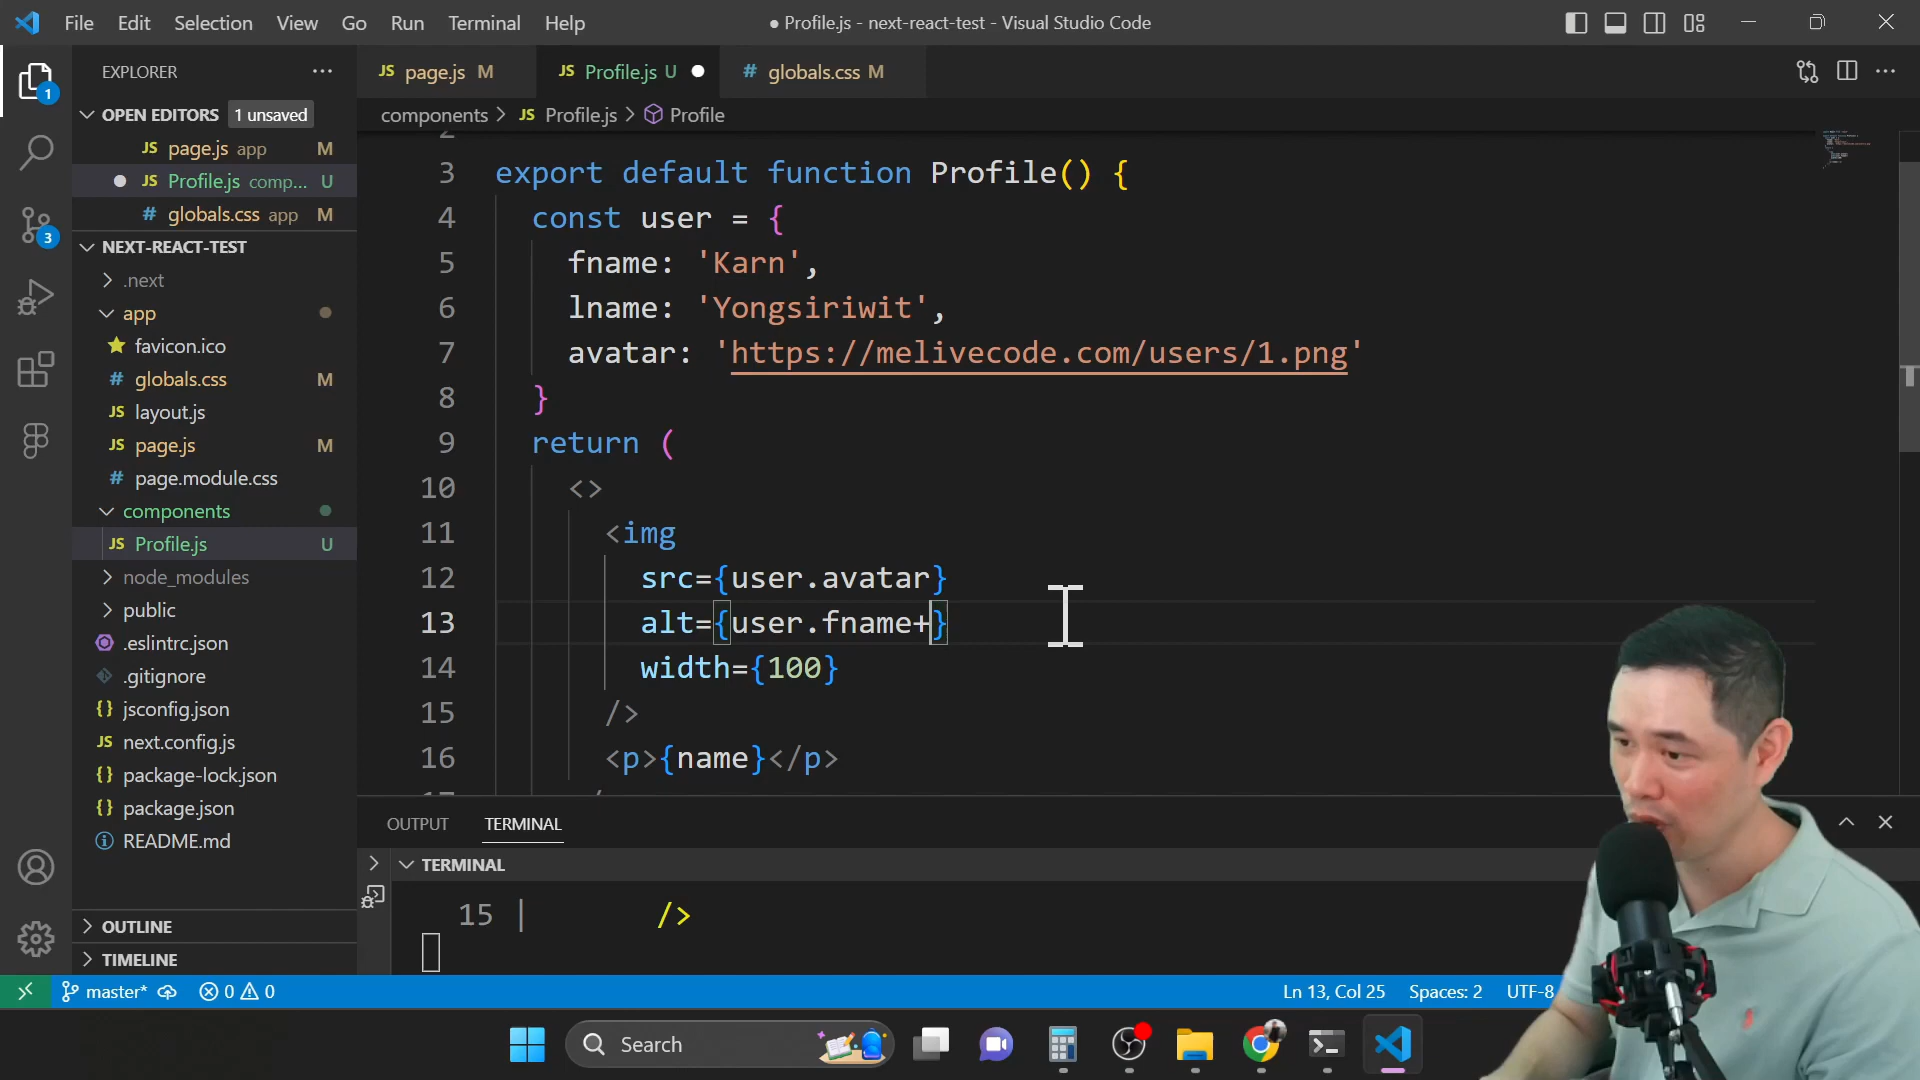 File Edit Selection View Go Run Terminal Help
● Profile.js - next-react-test - Visual Studio Code
EXPLORER
JS page.js M
JS Profile.js U
# globals.css M
1
OPEN EDITORS 1 unsaved
components > JS Profile.js > Profile
JS page.js app M
JS Profile.js comp... U
# globals.css app M
3
NEXT-REACT-TEST
.next
app
favicon.ico
# globals.css M
JS layout.js
JS page.js M
# page.module.css
components
JS Profile.js U
node_modules
public
.eslintrc.json
.gitignore
{} jsconfig.json
JS next.config.js
{} package-lock.json
{} package.json
README.md
OUTLINE
TIMELINE
2
3 export default function Profile() {
4 const user = {
5 fname: 'Karn',
6 lname: 'Yongsiriwit',
7 avatar: 'https://melivecode.com/users/1.png'
8 }
9 return (
10 <>
11 <img
12 src={user.avatar}
13 alt={user.fname+}
14 width={100}
15 />
16 <p>{name}</p>
OUTPUT TERMINAL
TERMINAL
15 | />
master* 0 0 Ln 13, Col 25 Spaces: 2 UTF-8
Search